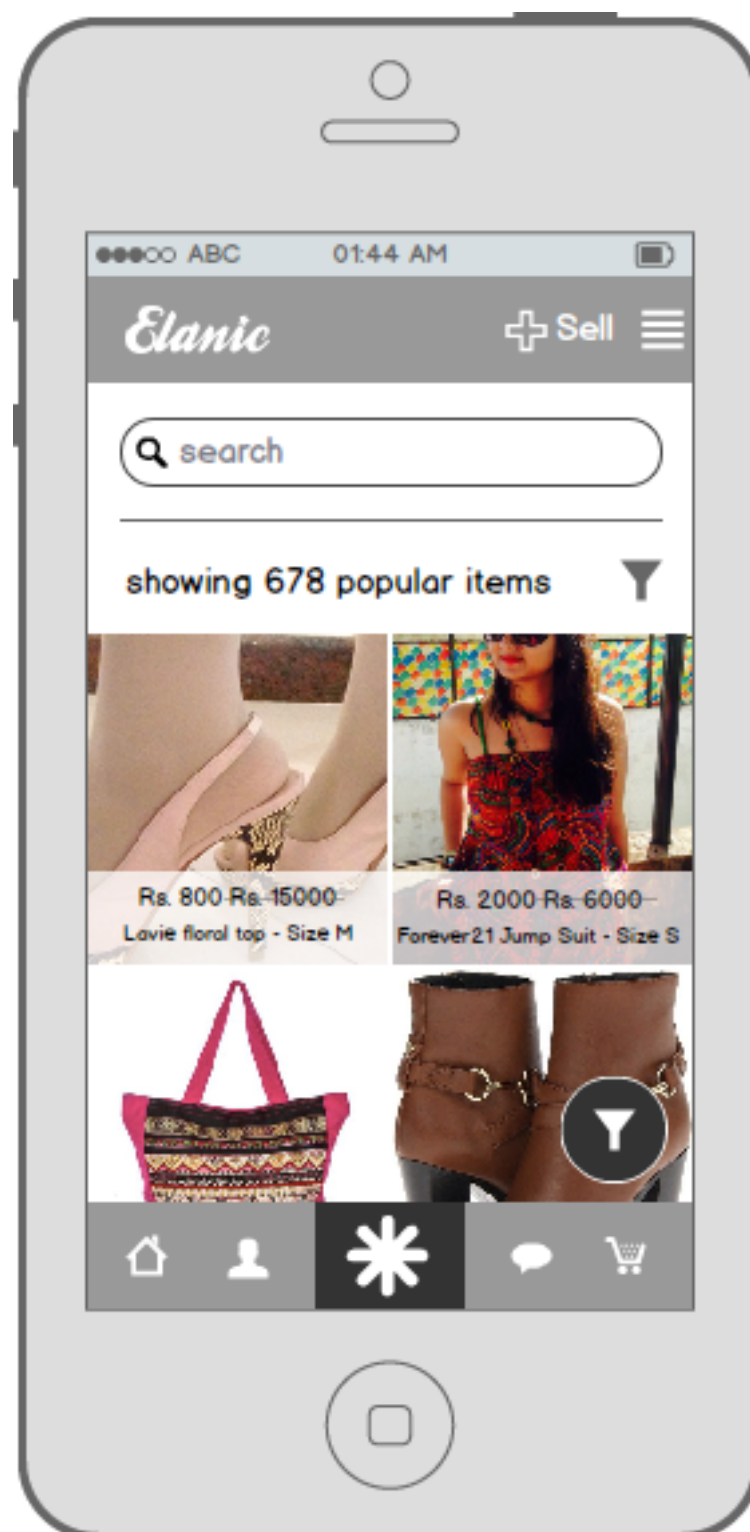 ABC 01:44 AM
Elanic Sell
search
showing 678 popular items
Rs. 800 Rs. 15000
Lavie floral top - Size M
Rs. 2000 Rs. 6000
Forever21 Jump Suit - Size S